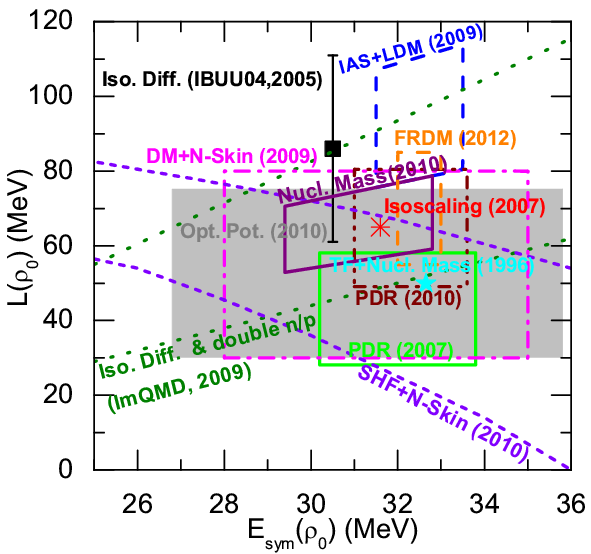 120
100
80
60
40
20
0
L(ρ0) (MeV)
IAS+LDM (2009)
Iso. Diff. (IBUU04,2005)
FRDM (2012)
DM+N-Skin (2009)
Nucl. Mass(2010)
Isoscaling (2007)
Opt. Pot. (2010)
TF+Nucl. Mass (1996)
PDR (2010)
PDR (2007)
Iso. Diff. & double n/p
(ImQMD, 2009)
SHF+N-Skin (2010)
26 28 30 32 34 36
Esym(ρ0) (MeV)